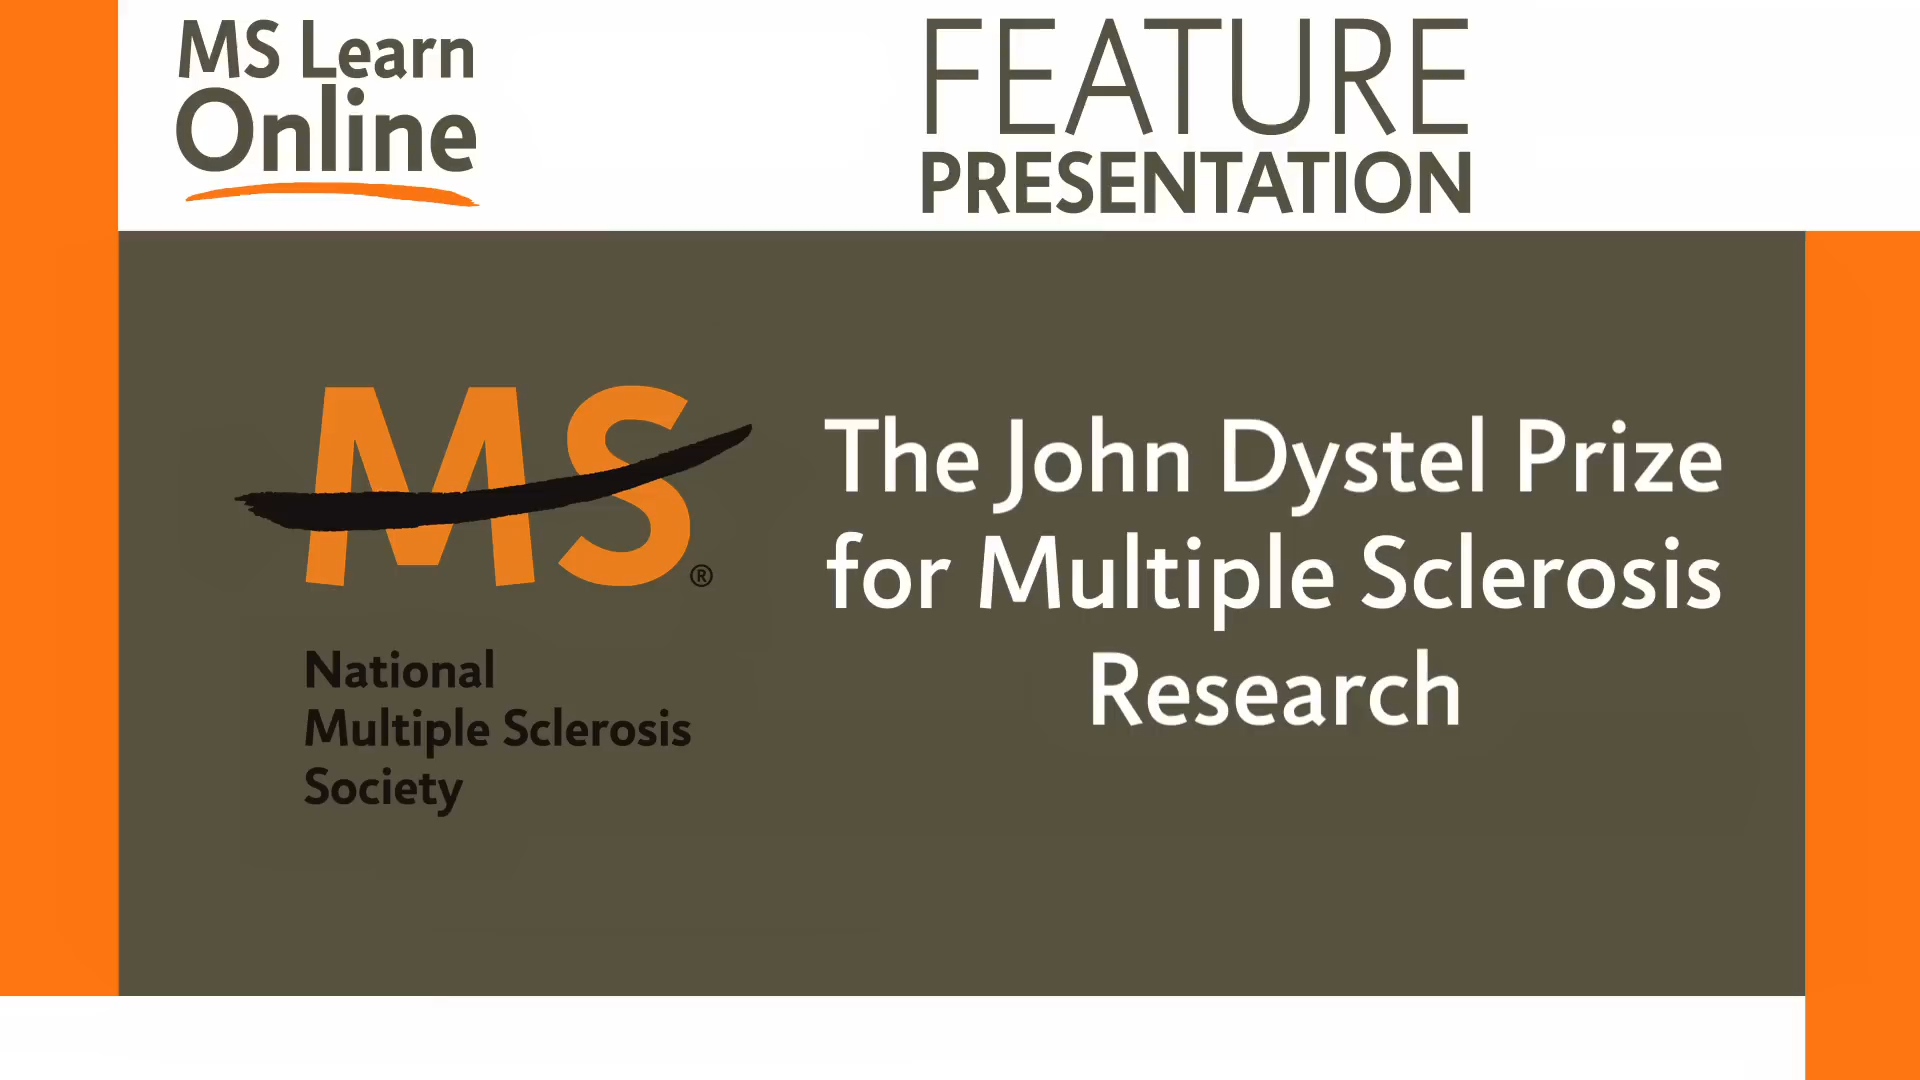 MS Learn
Online
FEATURE
PRESENTATION
MS®
National
Multiple Sclerosis
Society
The John Dystel Prize
for Multiple Sclerosis
Research